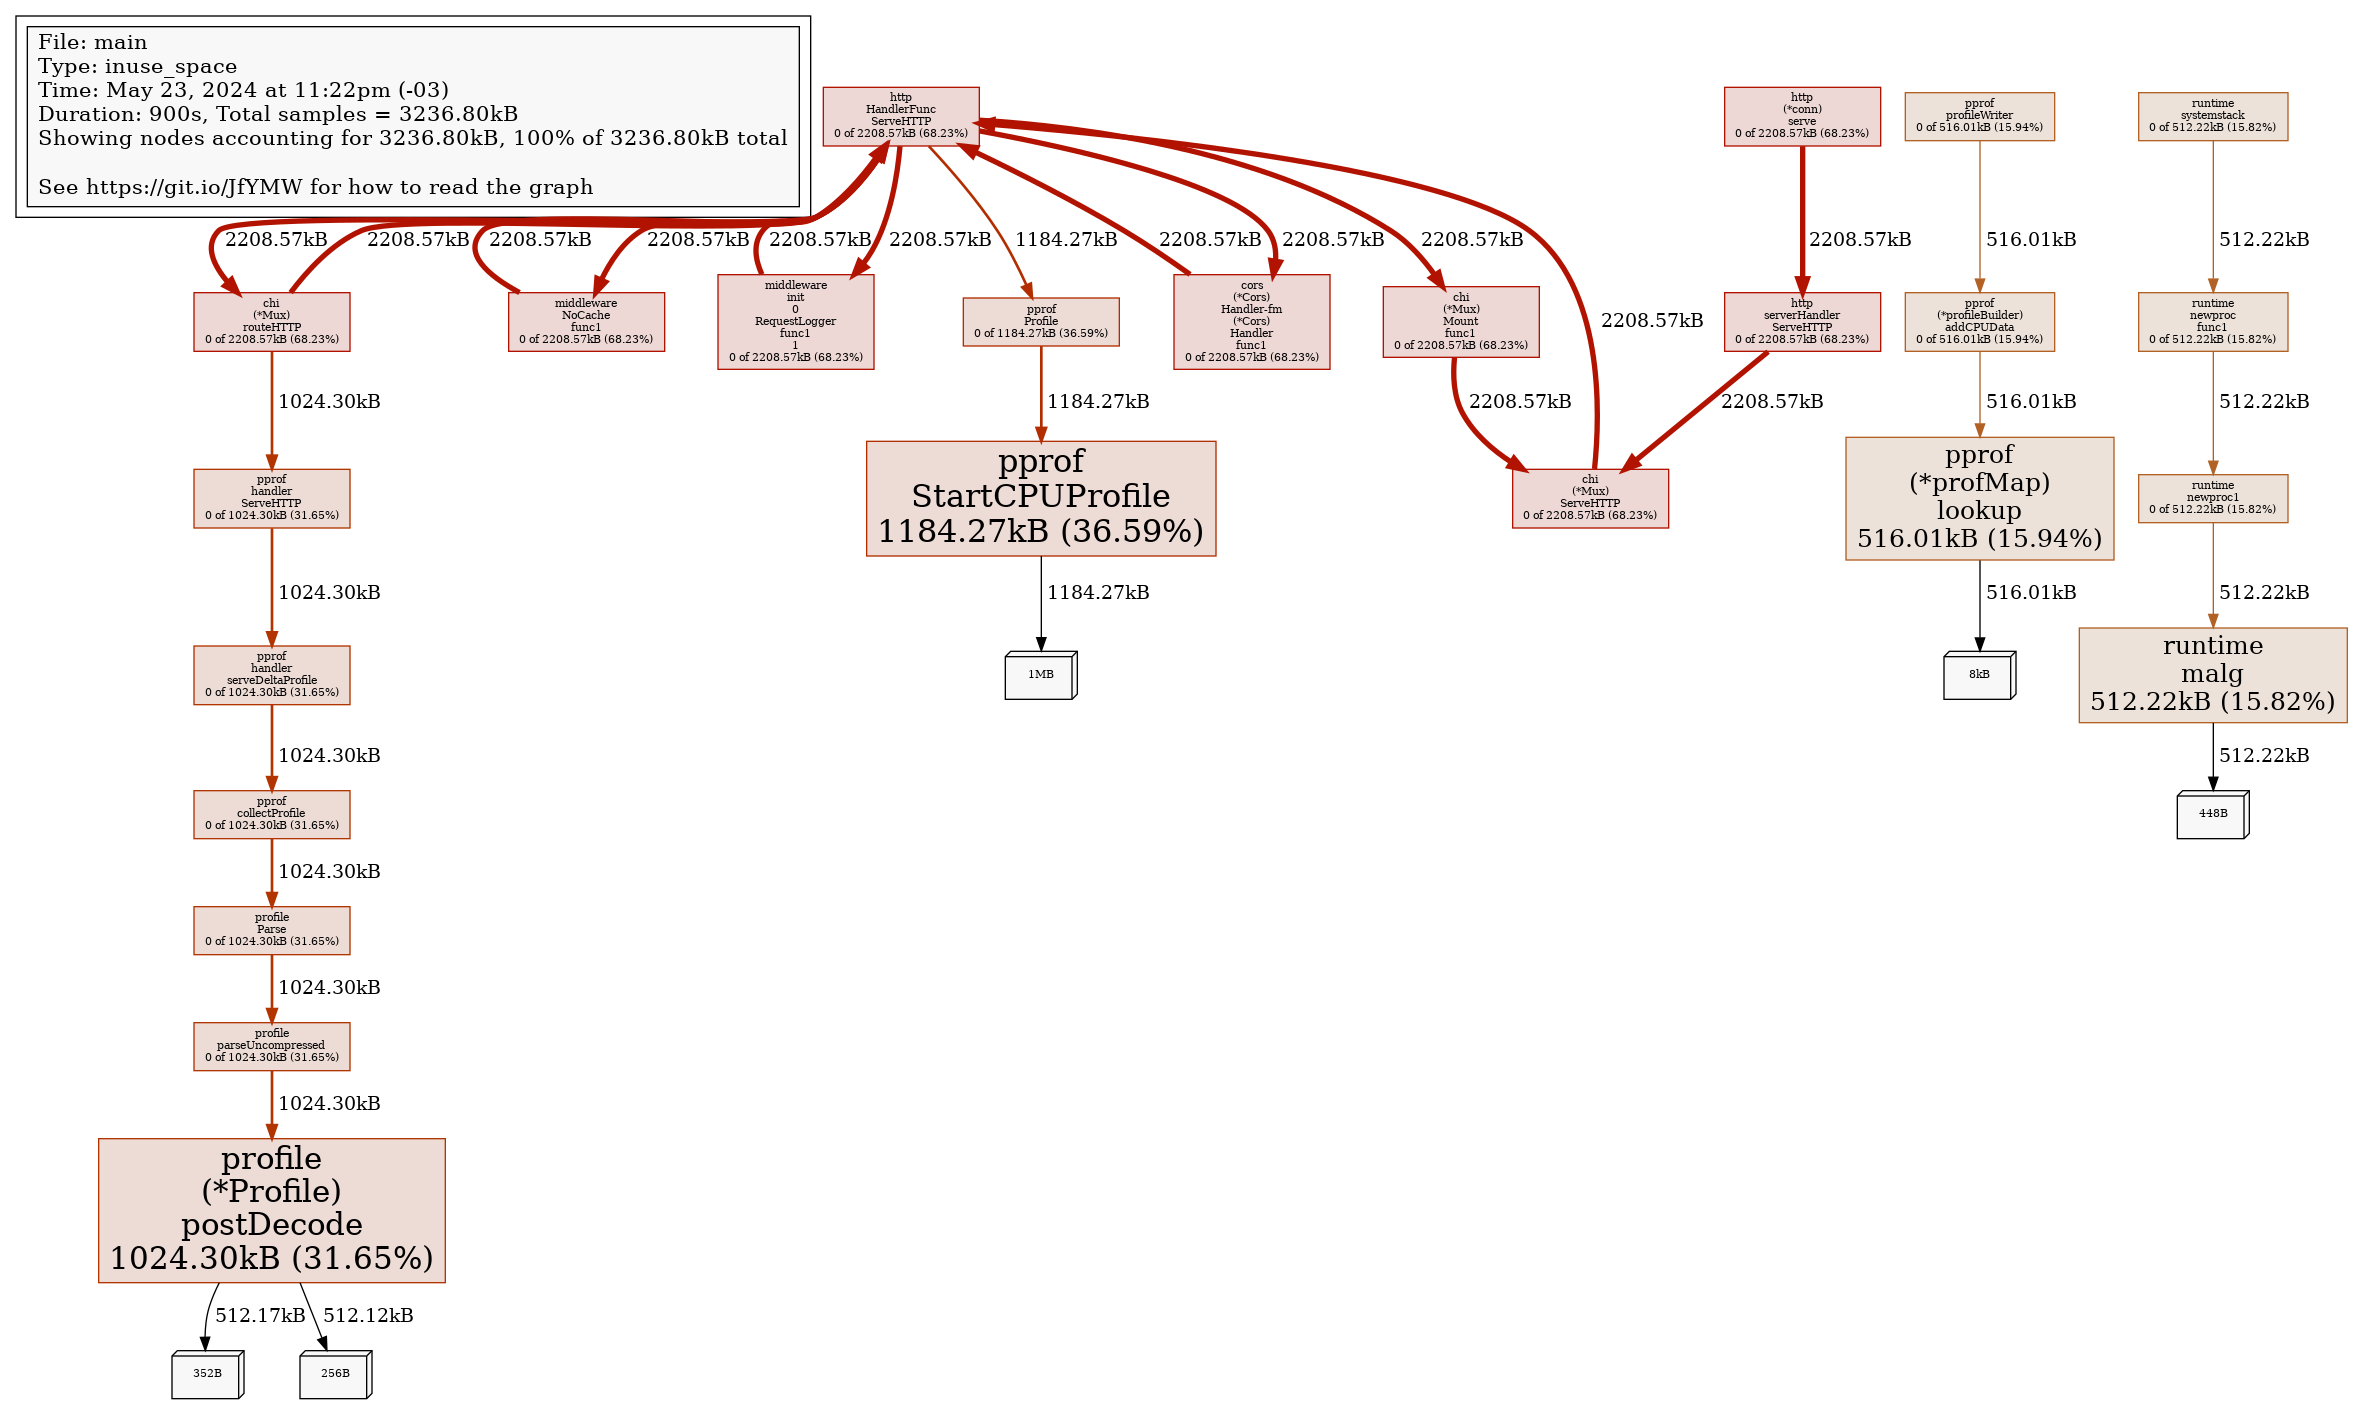 File: main
Type: inuse_space
Time: May 23, 2024 at 11:22pm (-03)
Duration: 900s, Total samples = 3236.80kB
Showing nodes accounting for 3236.80kB, 100% of 3236.80kB total
See https://git.io/JfYMW for how to read the graph
http
HandlerFunc
ServeHTTP
0 of 2208.57kB (68.23%)
http
(*conn)
serve
0 of 2208.57kB (68.23%)
pprof
profileWriter
0 of 516.01kB (15.94%)
runtime
systemstack
0 of 512.22kB (15.82%)
2208.57kB
2208.57kB
2208.57kB
2208.57kB
2208.57kB
2208.57kB
1184.27kB
2208.57kB
2208.57kB
2208.57kB
2208.57kB
516.01kB
512.22kB
chi
(*Mux)
routeHTTP
0 of 2208.57kB (68.23%)
middleware
NoCache
func1
0 of 2208.57kB (68.23%)
middleware
init
0
RequestLogger
func1
1
0 of 2208.57kB (68.23%)
pprof
Profile
0 of 1184.27kB (36.59%)
cors
(*Cors)
Handler-fm
(*Cors)
Handler
func1
0 of 2208.57kB (68.23%)
chi
(*Mux)
Mount
func1
0 of 2208.57kB (68.23%)
2208.57kB
http
serverHandler
ServeHTTP
0 of 2208.57kB (68.23%)
pprof
(*profileBuilder)
addCPUData
0 of 516.01kB (15.94%)
runtime
newproc
func1
0 of 512.22kB (15.82%)
1024.30kB
1184.27kB
2208.57kB
2208.57kB
516.01kB
512.22kB
pprof
handler
ServeHTTP
0 of 1024.30kB (31.65%)
pprof
StartCPUProfile
1184.27kB (36.59%)
chi
(*Mux)
ServeHTTP
0 of 2208.57kB (68.23%)
pprof
(*profMap)
lookup
516.01kB (15.94%)
runtime
newproc1
0 of 512.22kB (15.82%)
1024.30kB
1184.27kB
516.01kB
512.22kB
pprof
handler
serveDeltaProfile
0 of 1024.30kB (31.65%)
1MB
8kB
runtime
malg
512.22kB (15.82%)
1024.30kB
512.22kB
pprof
collectProfile
0 of 1024.30kB (31.65%)
448B
1024.30kB
profile
Parse
0 of 1024.30kB (31.65%)
1024.30kB
profile
parseUncompressed
0 of 1024.30kB (31.65%)
1024.30kB
profile
(*Profile)
postDecode
1024.30kB (31.65%)
512.17kB
512.12kB
352B
256B